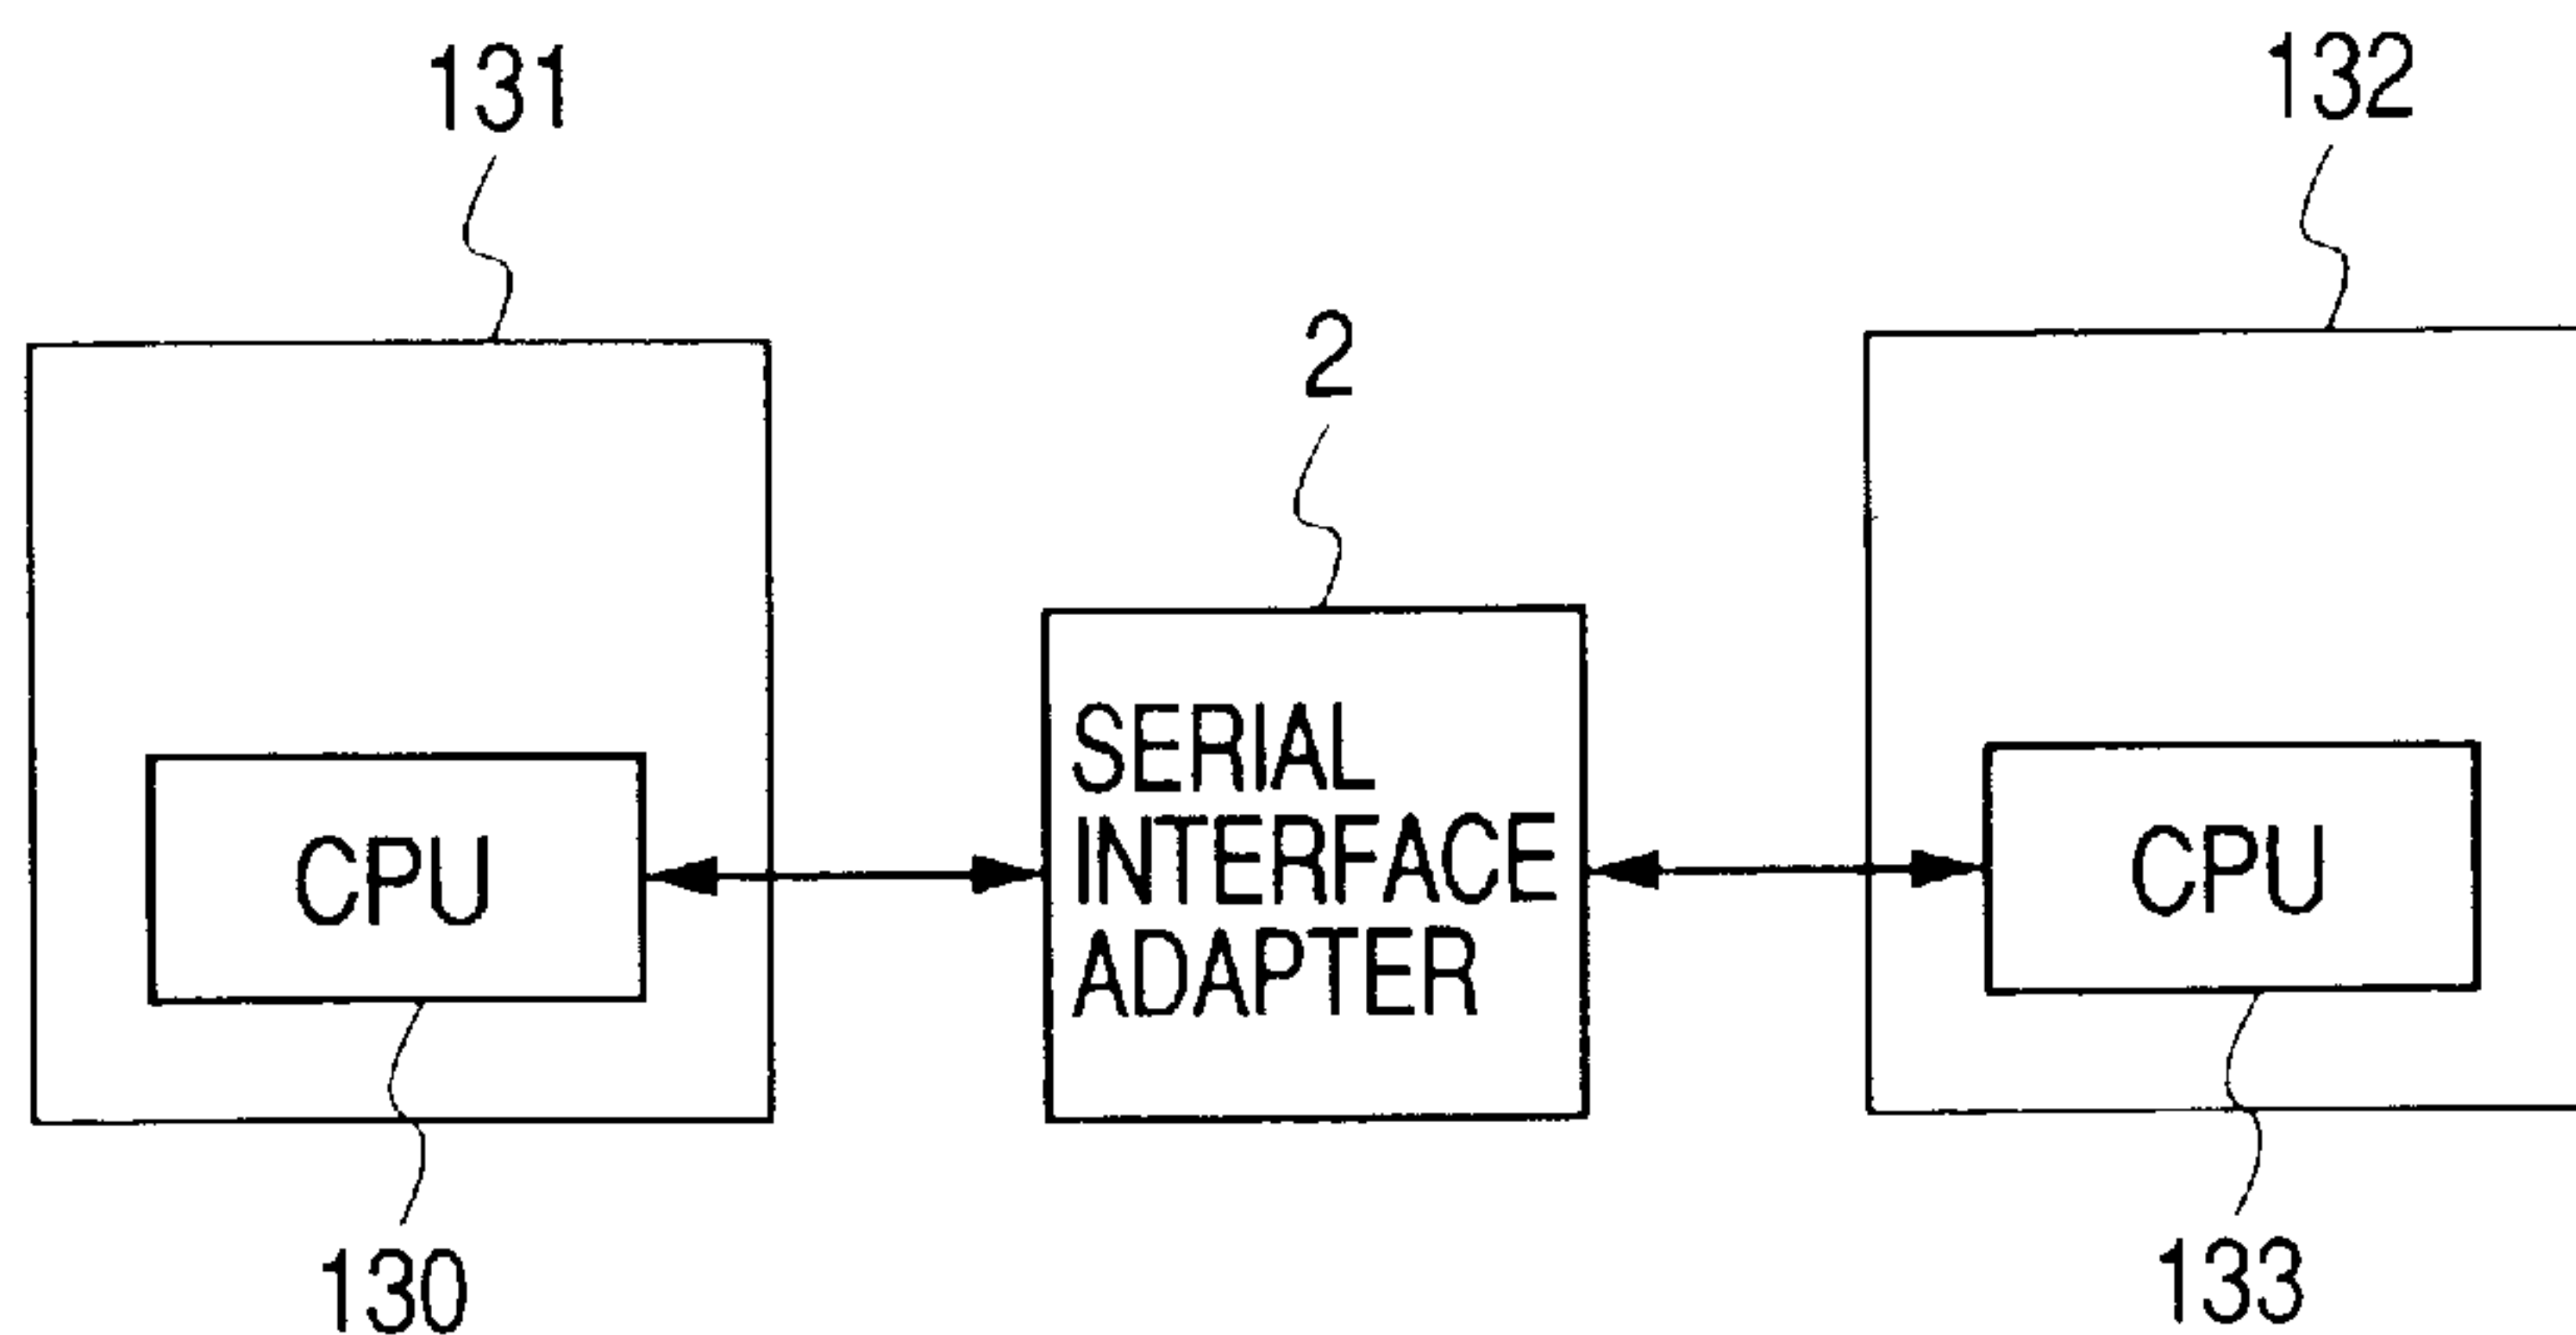 131
132
2
SERIAL
INTERFACE
ADAPTER
CPU
CPU
130
133